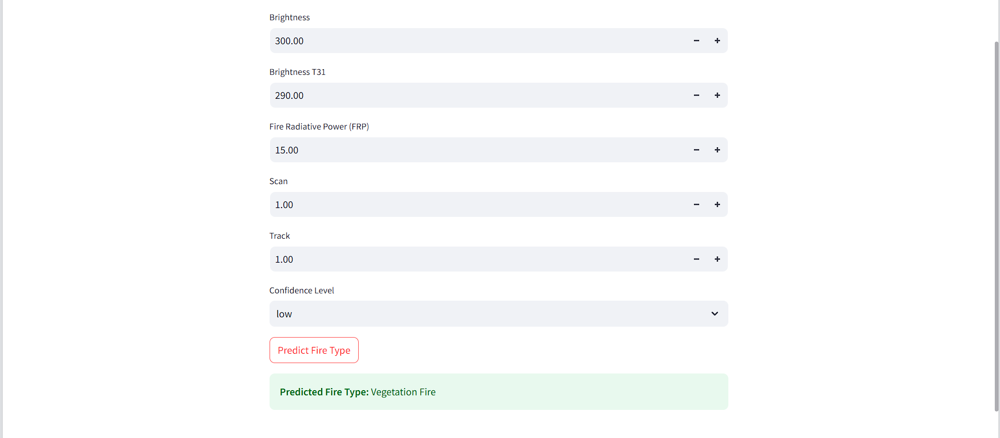 Brightness
300.00
Brightness T31
290.00
Fire Radiative Power (FRP)
15.00
Scan
1.00
Track
1.00
Confidence Level
low
Predict Fire Type
Predicted Fire Type: Vegetation Fire